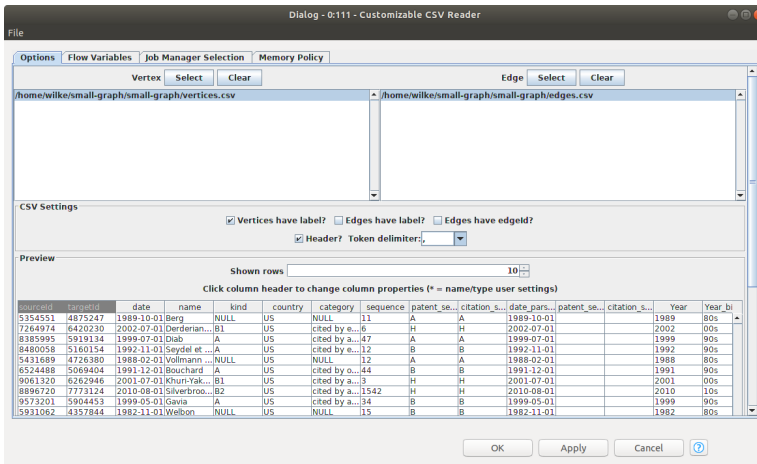 Dialog - 0:111 - Customizable CSV Reader
File
Options Flow Variables Job Manager Selection Memory Policy
Vertex Select Clear Edge Select Clear
/home/wilke/small-graph/small-graph/vertices.csv /home/wilke/small-graph/small-graph/edges.csv
CSV Settings
Vertices have label? Edges have label? Edges have edgeId?
Header? Token delimiter: ,
Preview
Shown rows 10
Click column header to change column properties (* = name/type user settings)
sourceId targetId date name kind country category sequence patent_se... citation_s... date_pars... patent_se... citation_s... Year Year_bi
5354551 4875247 1989-10-01 Berg NULL US NULL 11 A A 1989-10-01 1989 80s
7264974 6420230 2002-07-01 Derderian... B1 US cited by e... 6 H H 2002-07-01 2002 00s
8385995 5919134 1999-07-01 Diab A US cited by a... 47 A A 1999-07-01 1999 90s
8480058 5160154 1992-11-01 Seydel et ... A US cited by e... 12 B B 1992-11-01 1992 90s
5431689 4726380 1988-02-01 Vollmann ... NULL US NULL 12 A A 1988-02-01 1988 80s
6524488 5069404 1991-12-01 Bouchard A US cited by o... 44 B B 1991-12-01 1991 90s
9061320 6262946 2001-07-01 Khuri-Yak... B1 US cited by a... 3 H H 2001-07-01 2001 00s
8896720 7773124 2010-08-01 Silverbroo... B2 US cited by a... 1542 H H 2010-08-01 2010 10s
9573201 5904453 1999-05-01 Gavia A US cited by a... 34 B B 1999-05-01 1999 90s
5931062 4357844 1982-11-01 Welbon NULL US NULL 15 B B 1982-11-01 1982 80s
OK Apply Cancel ?